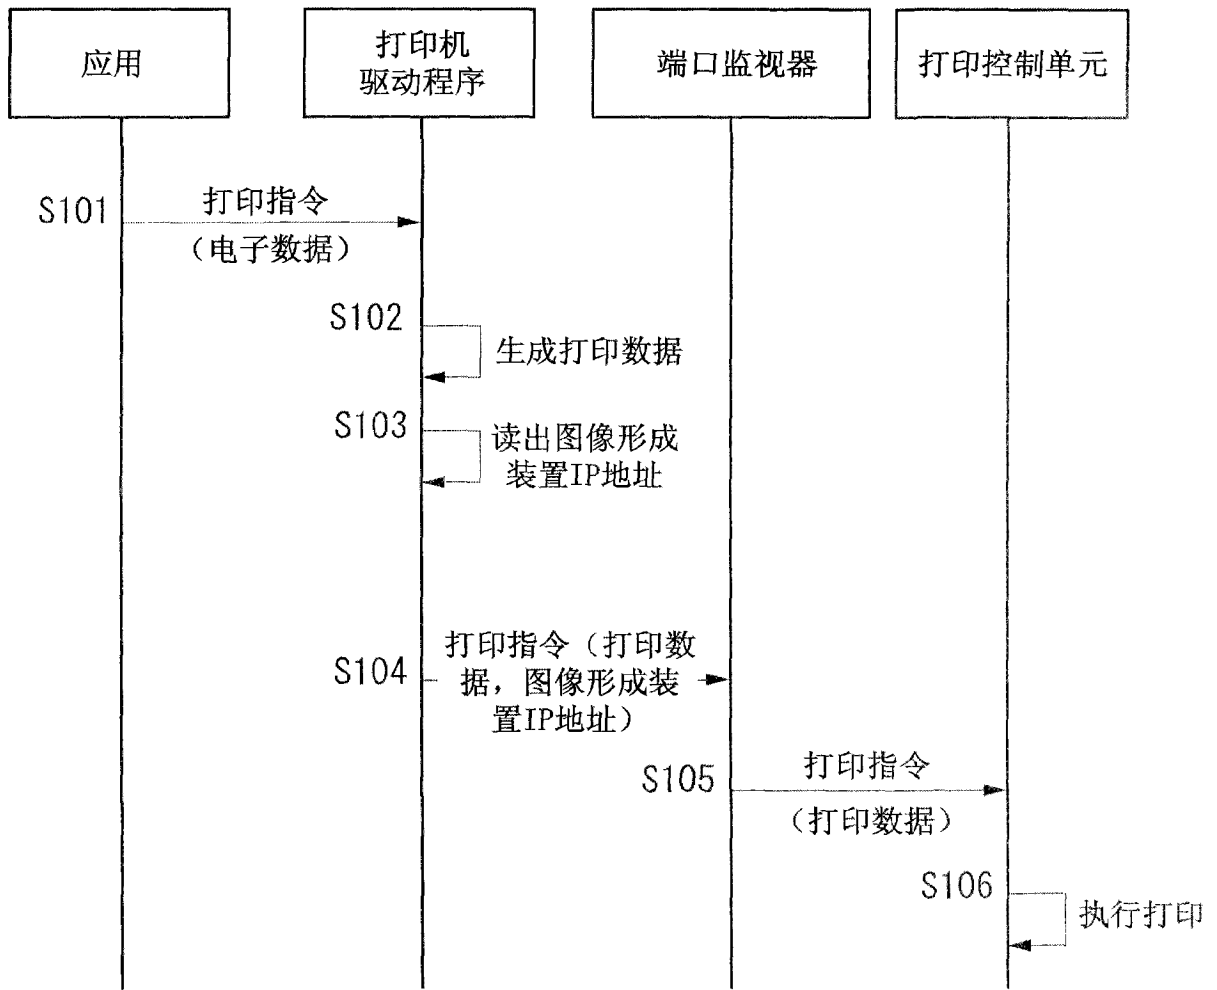 应用
打印机
驱动程序
端口监视器
打印控制单元
S101
打印指令
（电子数据）
S102
生成打印数据
S103
读出图像形成
装置IP地址
S104
打印指令（打印数
据，图像形成装
置IP地址）
S105
打印指令
（打印数据）
S106
执行打印